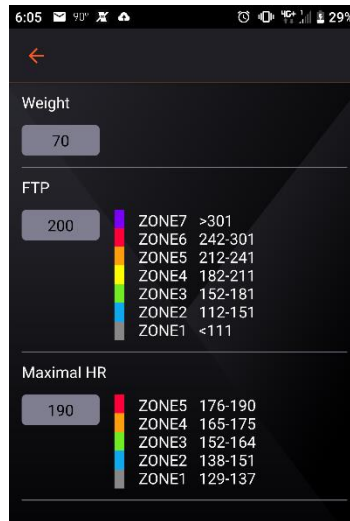 6:05 90° 4G+ 29%
Weight
70
FTP
200
ZONE7 >301
ZONE6 242-301
ZONE5 212-241
ZONE4 182-211
ZONE3 152-181
ZONE2 112-151
ZONE1 <111
Maximal HR
190
ZONE5 176-190
ZONE4 165-175
ZONE3 152-164
ZONE2 138-151
ZONE1 129-137